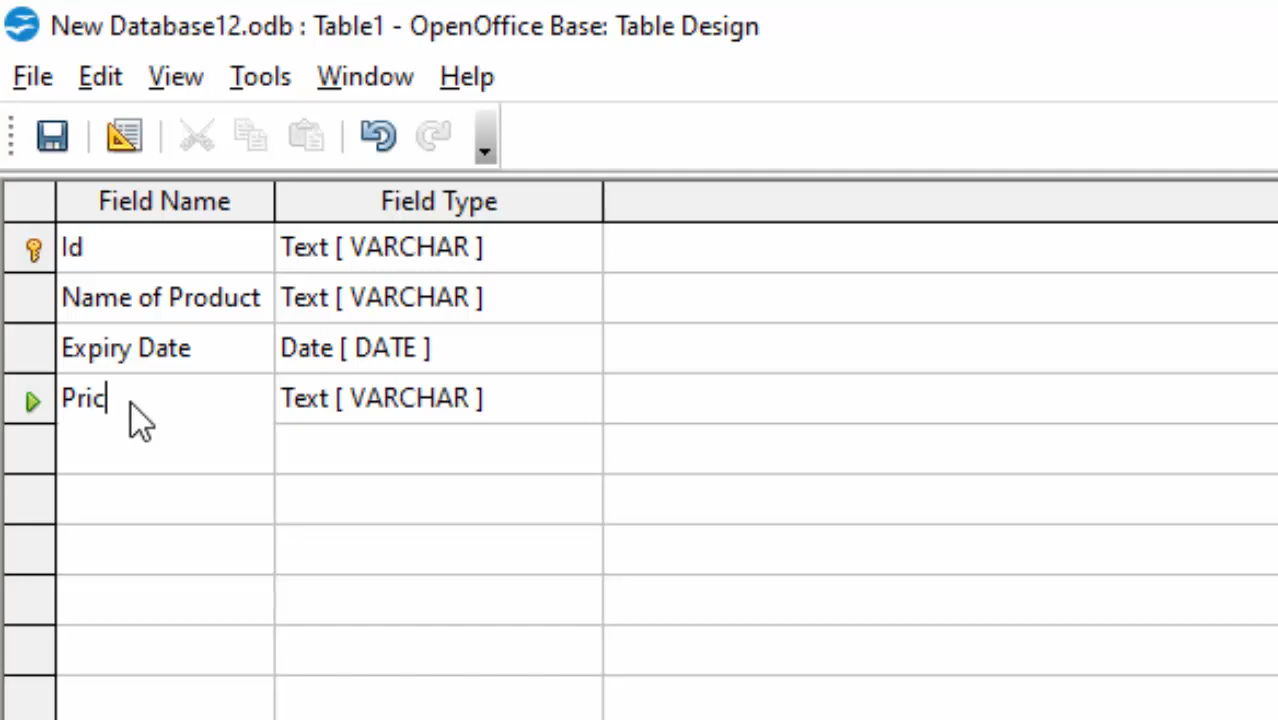 New Database12.odb : Table1 - OpenOffice Base: Table Design
File Edit View Tools Window Help
Field Name Field Type
Id Text [ VARCHAR ]
Name of Product Text [ VARCHAR ]
Expiry Date Date [ DATE ]
Pric Text [ VARCHAR ]